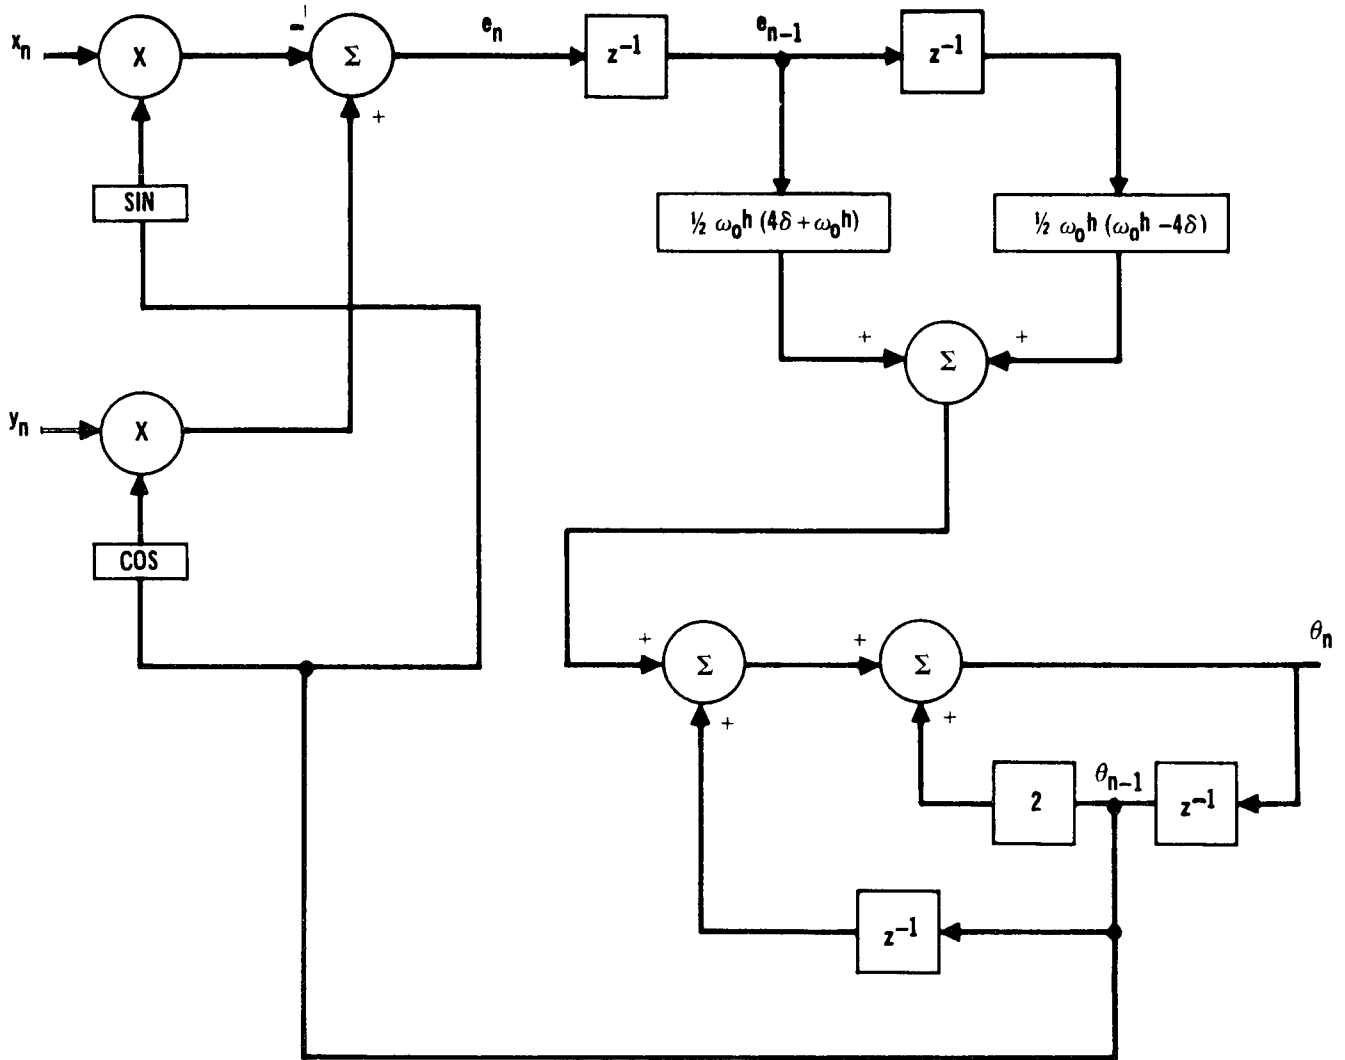 xₙ
X
−
Σ
+
eₙ
z⁻¹
eₙ₋₁
z⁻¹
SIN
½ ω₀h (4δ + ω₀h)
½ ω₀h (ω₀h − 4δ)
+
Σ
+
yₙ
X
COS
+
Σ
+
+
Σ
+
θₙ
2
θₙ₋₁
z⁻¹
z⁻¹